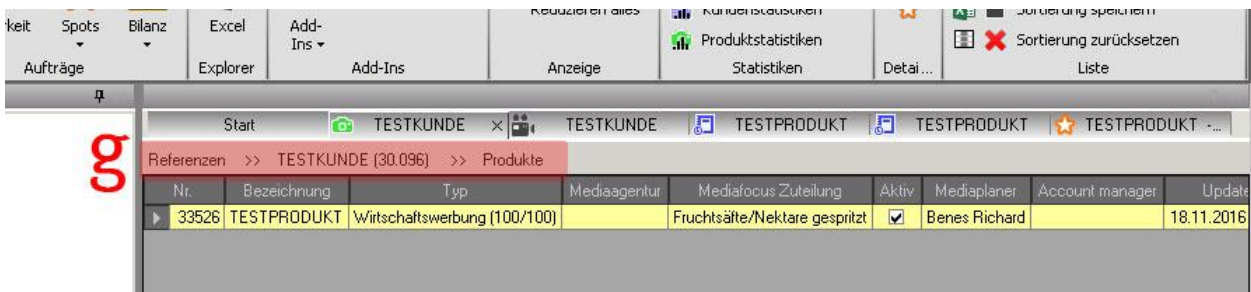 Reduzieren alles Kundenstatistiken Sortierung speichern
keit Spots Bilanz Excel Add-Ins Produktstatistiken Sortierung zurücksetzen
Aufträge Explorer Add-Ins Anzeige Statistiken Detai... Liste
Start TESTKUNDE × TESTKUNDE TESTPRODUKT TESTPRODUKT TESTPRODUKT -...
g
Referenzen >> TESTKUNDE (30.096) >> Produkte
Nr. Bezeichnung Typ Mediaagentur Mediafocus Zuteilung Aktiv Mediaplaner Account manager Update
33526 TESTPRODUKT Wirtschaftswerbung (100/100) Fruchtsäfte/Nektare gespritzt Benes Richard 18.11.2016